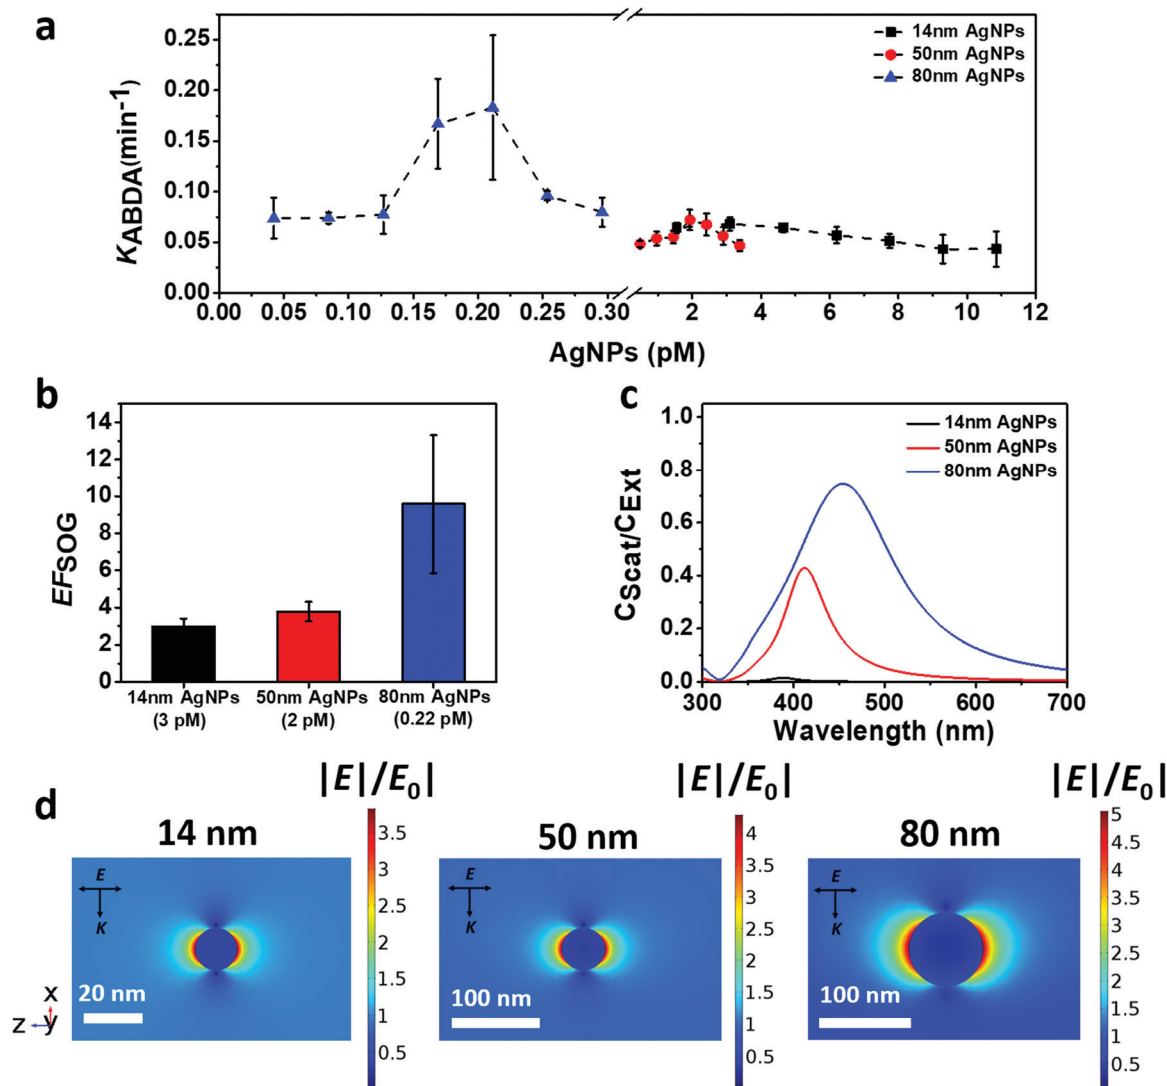 a
0.25
0.20
0.15
0.10
0.05
0.00
KABDA(min-1)
14nm AgNPs
50nm AgNPs
80nm AgNPs
0.00 0.05 0.10 0.15 0.20 0.25 0.30 2 4 6 8 10 12
AgNPs (pM)
b
14
12
10
8
6
4
2
0
EFSOG
14nm AgNPs 50nm AgNPs 80nm AgNPs
(3 pM) (2 pM) (0.22 pM)
c
1.0
0.8
0.6
0.4
0.2
0.0
CScat/CExt
14nm AgNPs
50nm AgNPs
80nm AgNPs
300 400 500 600 700
Wavelength (nm)
d
|E|/E0|
14 nm
E
K
20 nm
3.5
3
2.5
2
1.5
1
0.5
x
z y
|E|/E0|
50 nm
E
K
100 nm
4
3.5
3
2.5
2
1.5
1
0.5
|E|/E0|
80 nm
E
K
100 nm
5
4.5
4
3.5
3
2.5
2
1.5
1
0.5